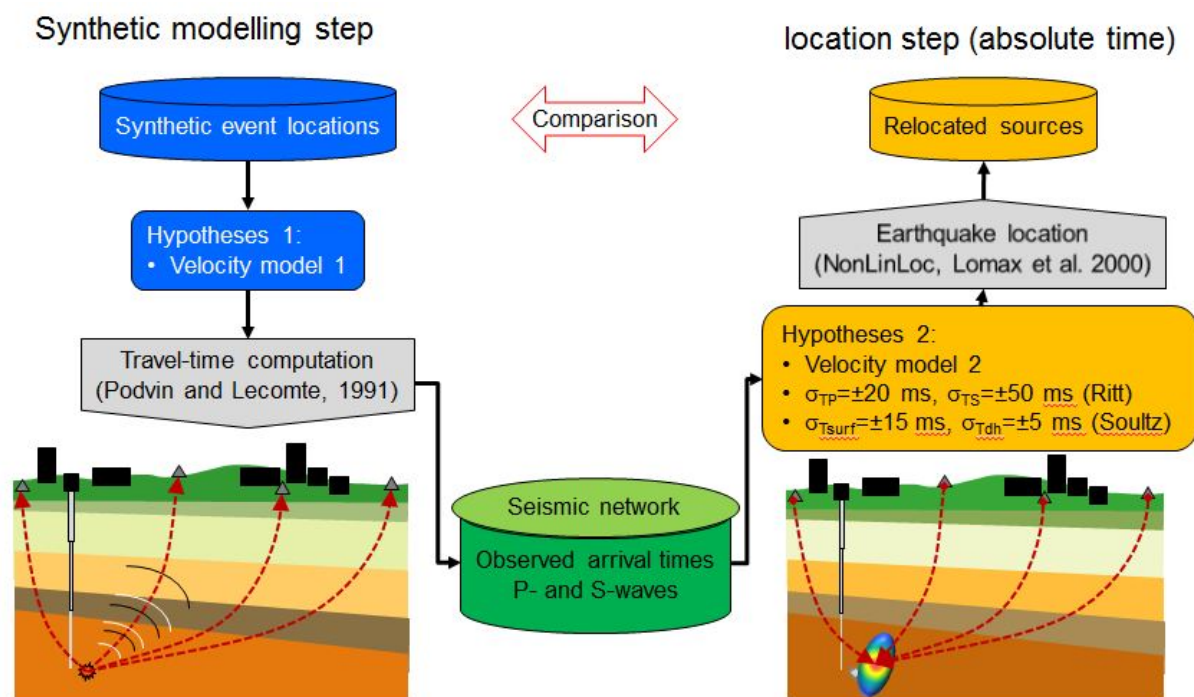 Synthetic modelling step
Synthetic event locations
Hypotheses 1:
• Velocity model 1
Travel-time computation
(Podvin and Lecomte, 1991)
Seismic network
Observed arrival times
P- and S-waves
Comparison
location step (absolute time)
Relocated sources
Earthquake location
(NonLinLoc, Lomax et al. 2000)
Hypotheses 2:
• Velocity model 2
• σTP=±20 ms, σTS=±50 ms (Ritt)
• σTsurf=±15 ms, σTdh=±5 ms (Soultz)